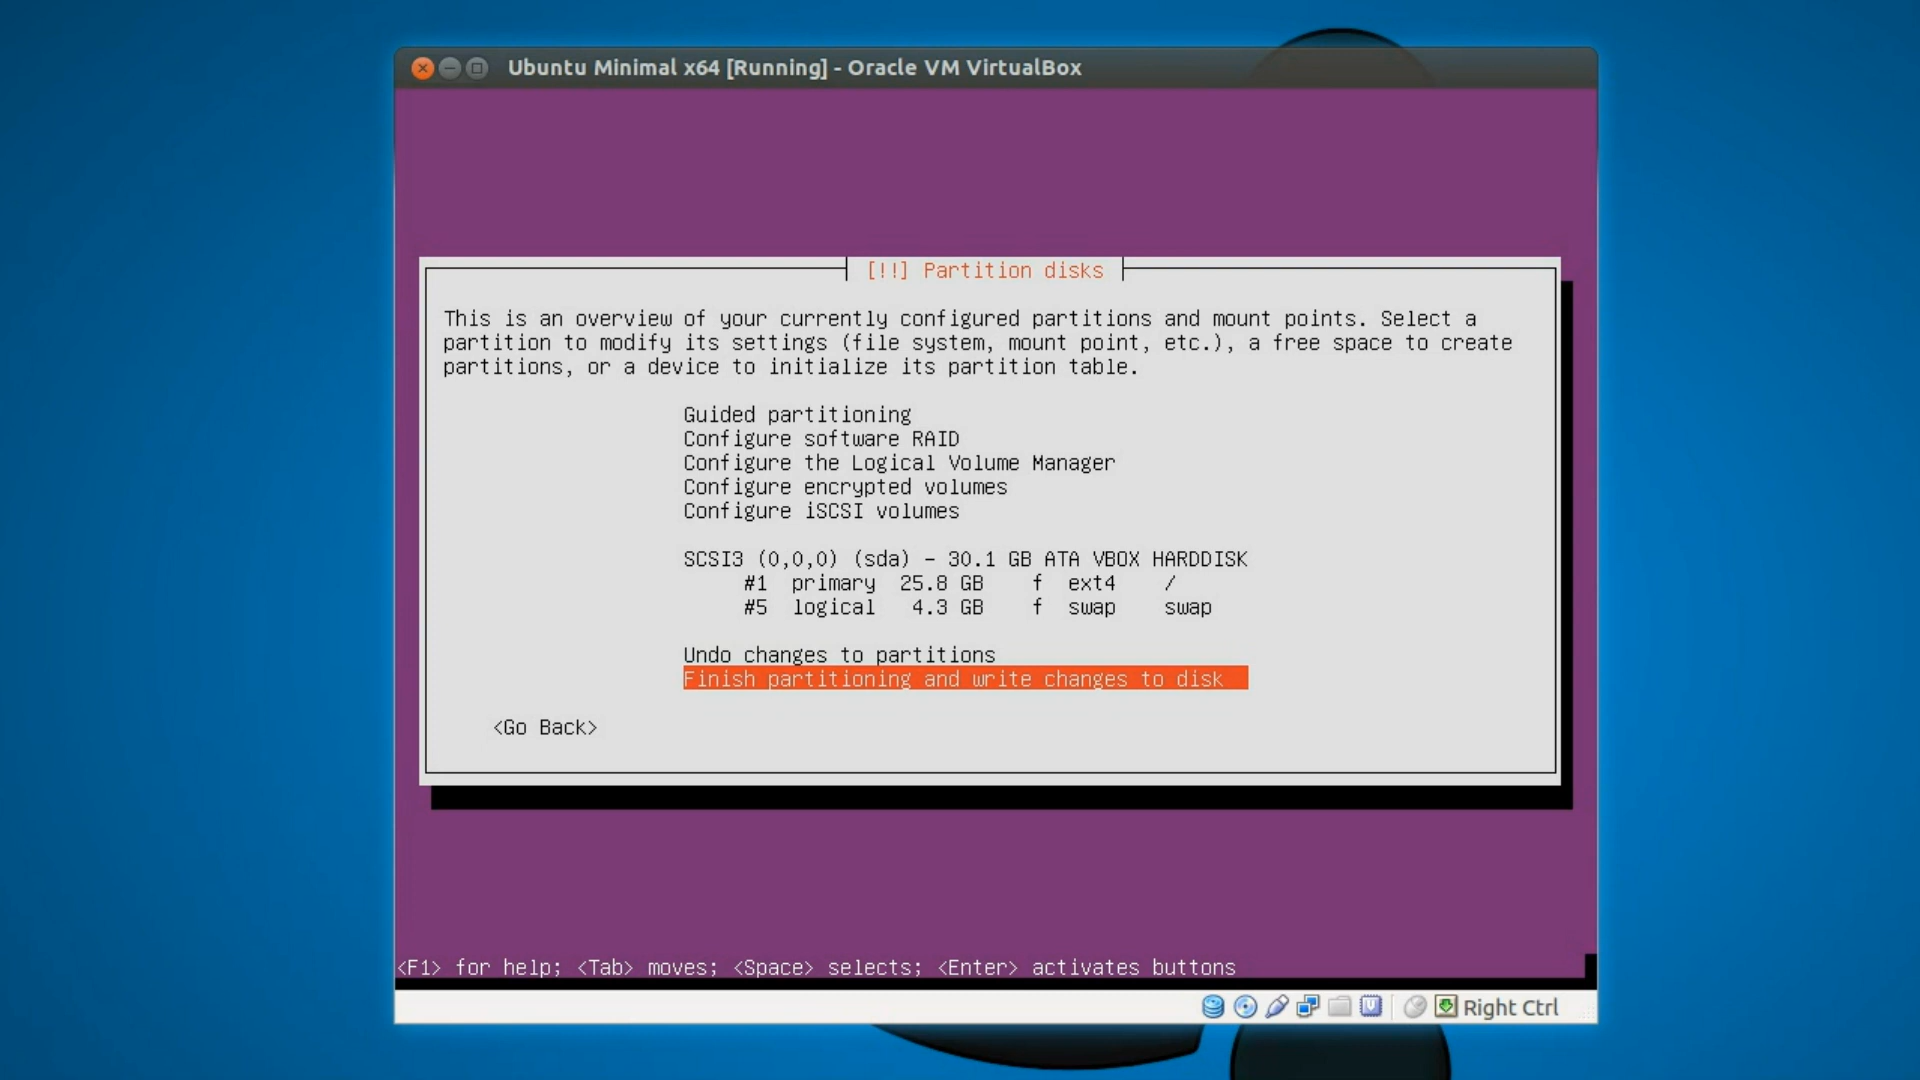 Ubuntu Minimal x64 [Running] - Oracle VM VirtualBox
[!!] Partition disks
This is an overview of your currently configured partitions and mount points. Select a
partition to modify its settings (file system, mount point, etc.), a free space to create
partitions, or a device to initialize its partition table.
Guided partitioning
Configure software RAID
Configure the Logical Volume Manager
Configure encrypted volumes
Configure iSCSI volumes
SCSI3 (0,0,0) (sda) - 30.1 GB ATA VBOX HARDDISK
#1 primary 25.8 GB f ext4 /
#5 logical 4.3 GB f swap swap
Undo changes to partitions
Finish partitioning and write changes to disk
<Go Back>
<F1> for help; <Tab> moves; <Space> selects; <Enter> activates buttons
Right Ctrl